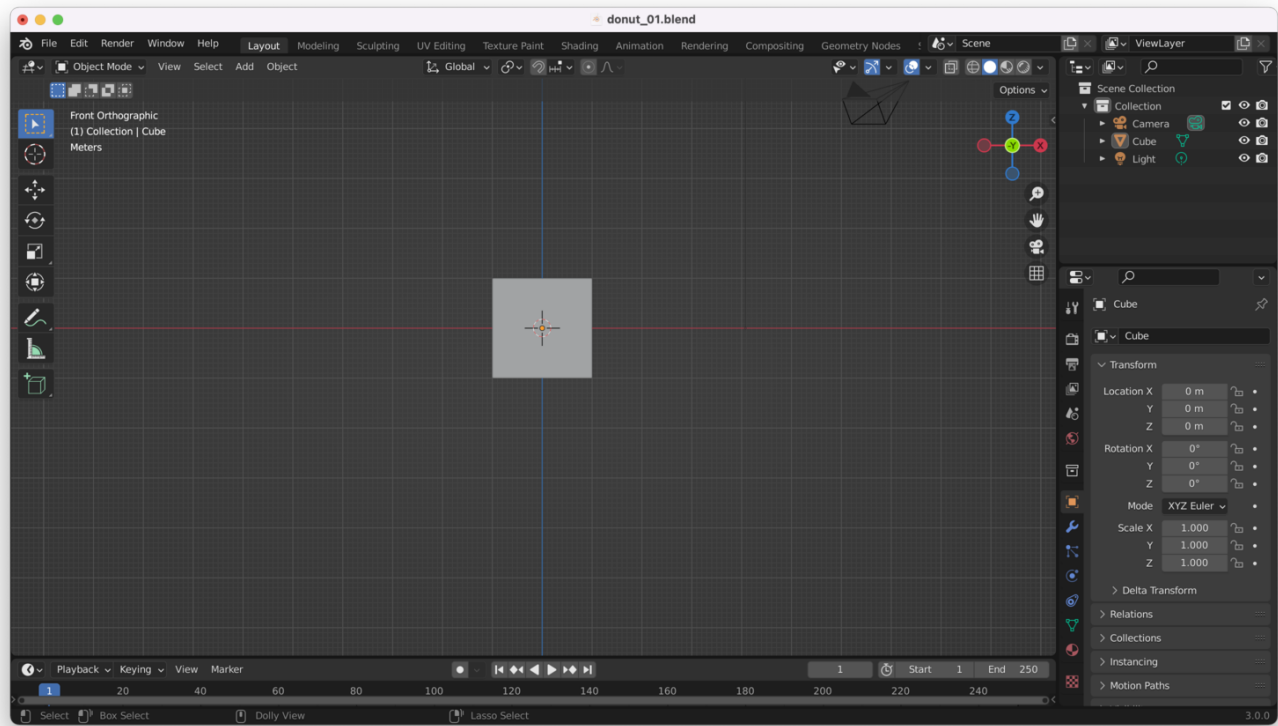 donut_01.blend
File Edit Render Window Help Layout Modeling Sculpting UV Editing Texture Paint Shading Animation Rendering Compositing Geometry Nodes Scene ViewLayer
Object Mode View Select Add Object Global
Options
Front Orthographic
(1) Collection | Cube
Meters
Z
-Y
X
Scene Collection
Collection
Camera
Cube
Light
Cube
Cube
Transform
Location X 0 m
Y 0 m
Z 0 m
Rotation X 0°
Y 0°
Z 0°
Mode XYZ Euler
Scale X 1.000
Y 1.000
Z 1.000
Delta Transform
Relations
Collections
Instancing
Motion Paths
Playback Keying View Marker 1 Start 1 End 250
1 20 40 60 80 100 120 140 160 180 200 220 240
Select Box Select Dolly View Lasso Select 3.0.0